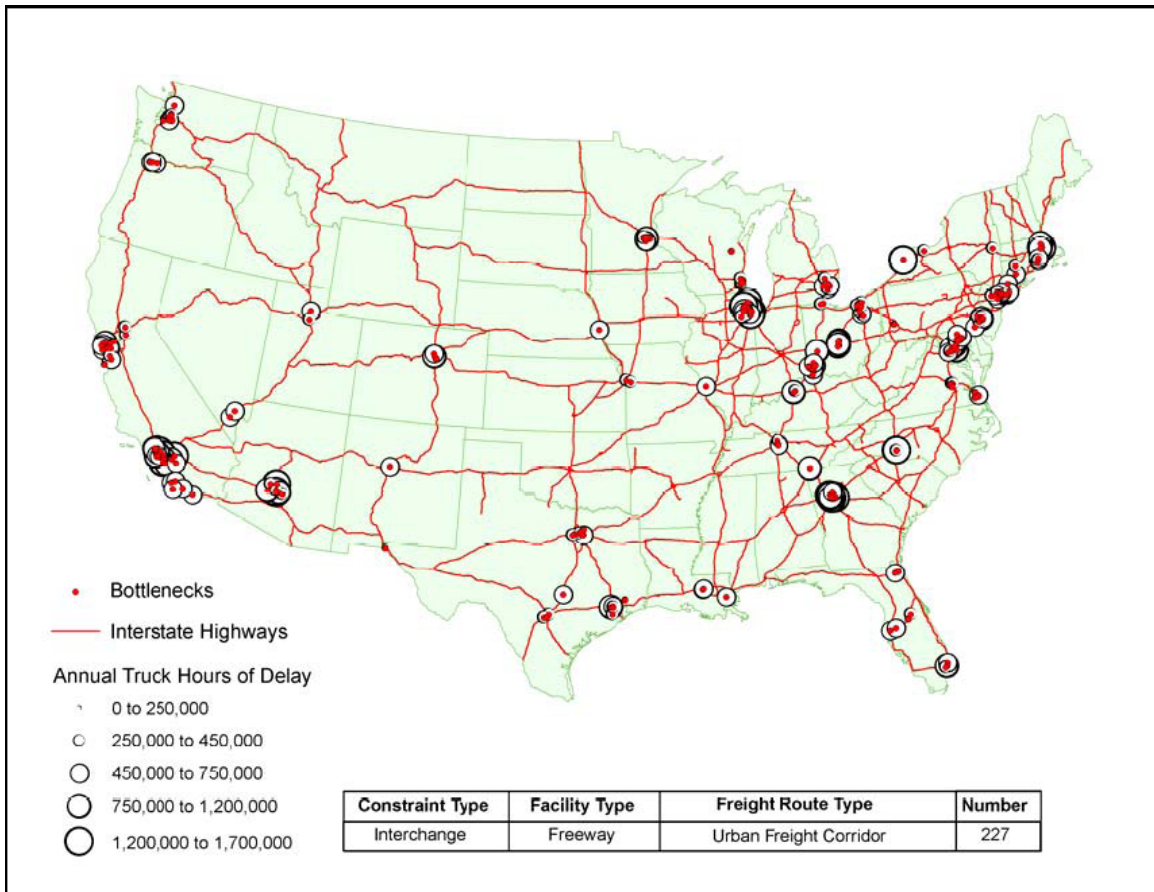 Bottlenecks
Interstate Highways
Annual Truck Hours of Delay
0 to 250,000
250,000 to 450,000
450,000 to 750,000
750,000 to 1,200,000
1,200,000 to 1,700,000
Constraint Type Facility Type Freight Route Type Number
Interchange Freeway Urban Freight Corridor 227